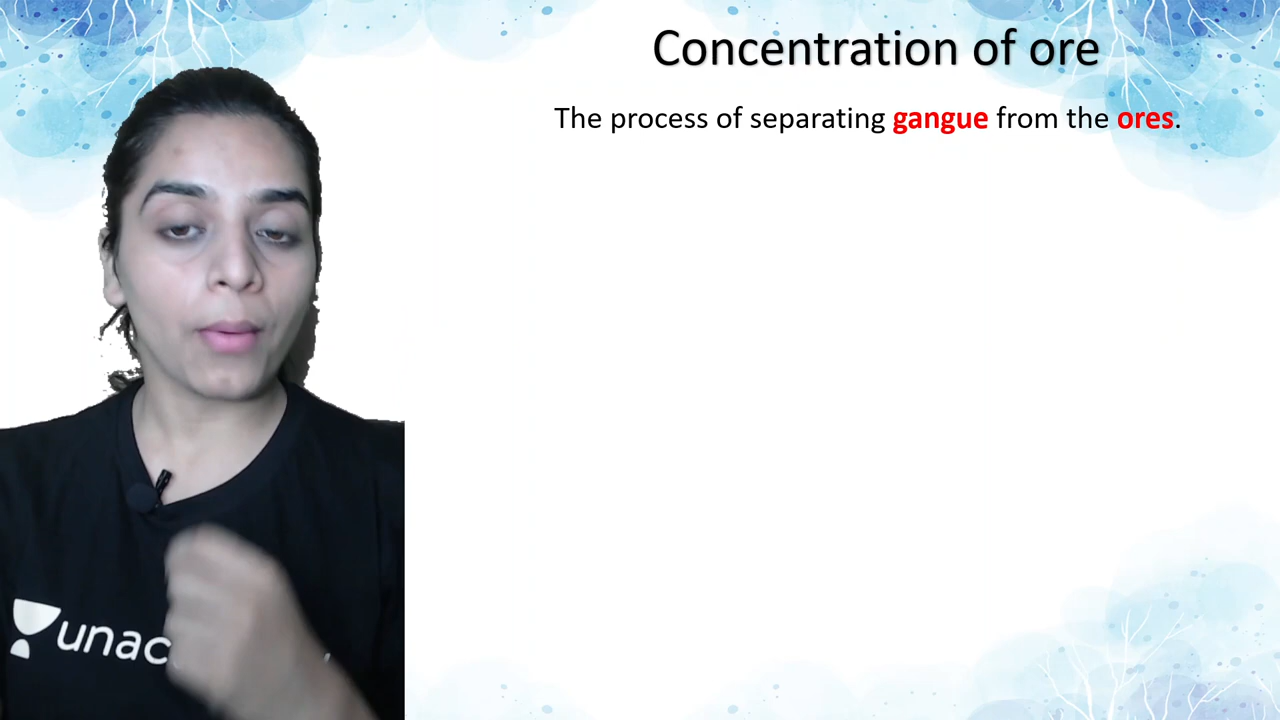 Concentration of ore
The process of separating gangue from the ores.
unac